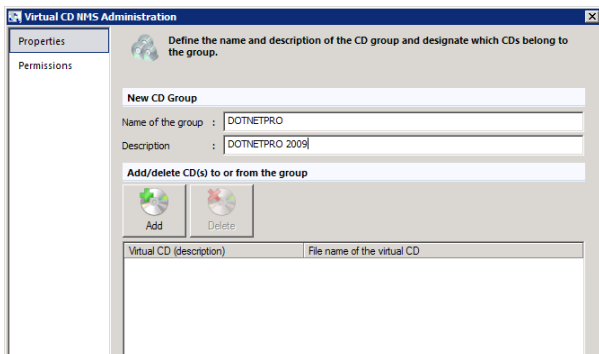 Virtual CD NMS Administration
Properties
Permissions
Define the name and description of the CD group and designate which CDs belong to
the group.
New CD Group
Name of the group : DOTNETPRO
Description : DOTNETPRO 2009
Add/delete CD(s) to or from the group
Add Delete
Virtual CD (description) File name of the virtual CD